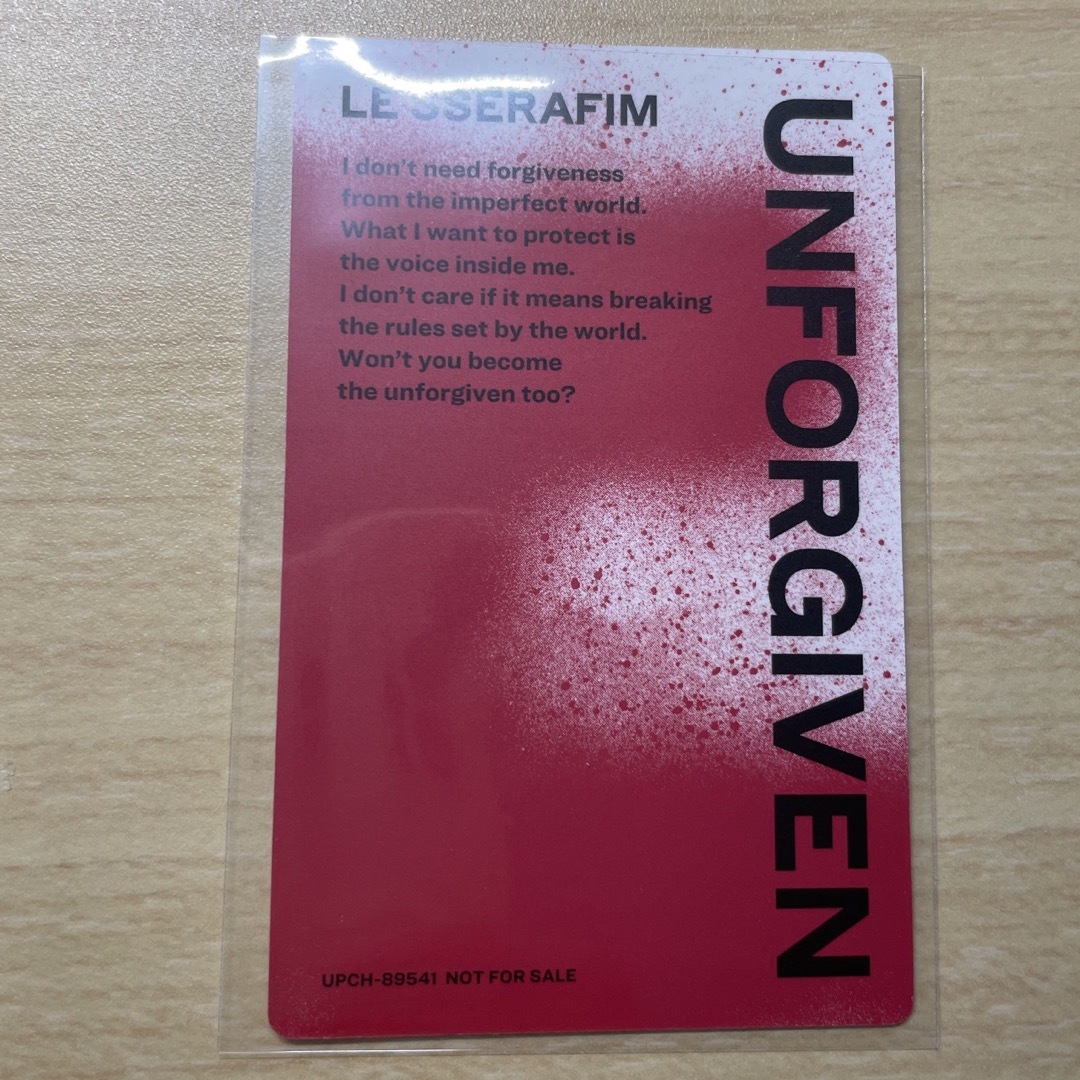 LE SSERAFIM
I don't need forgiveness
from the imperfect world.
What I want to protect is
the voice inside me.
I don't care if it means breaking
the rules set by the world.
Won't you become
the unforgiven too?
UNFORGIVEN
UPCH-89541 NOT FOR SALE